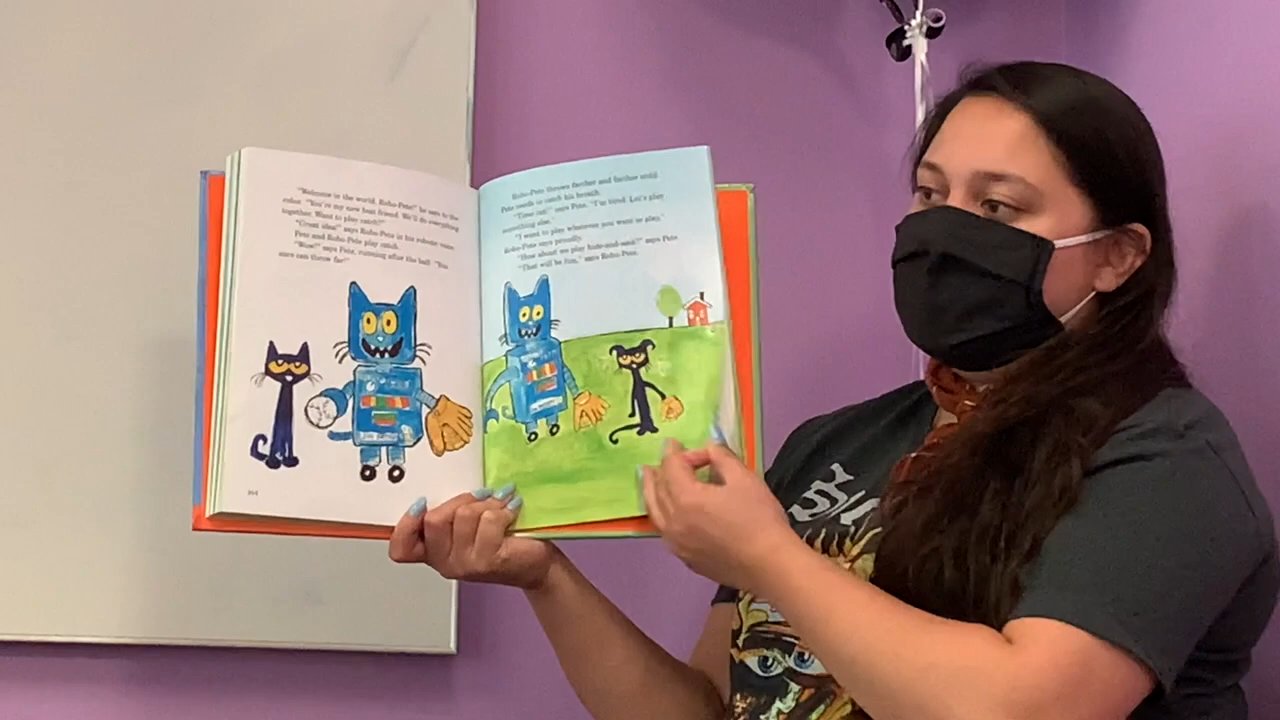 "Welcome to the world, Robo-Pete!" he says to the
robot. "You're my new best friend. We'll do everything
together. Want to play catch?"
"Great idea!" says Robo-Pete in his robotic voice.
Pete and Robo-Pete play catch.
"Wow!" says Pete, running after the ball. "You
sure can throw far!"
Robo-Pete throws farther and farther until
Pete needs to catch his breath.
"Time out!" says Pete. "I'm tired. Let's play
something else."
"I want to play whatever you want to play,"
Robo-Pete says proudly.
"How about we play hide-and-seek?" says Pete.
"That will be fun," says Robo-Pete.